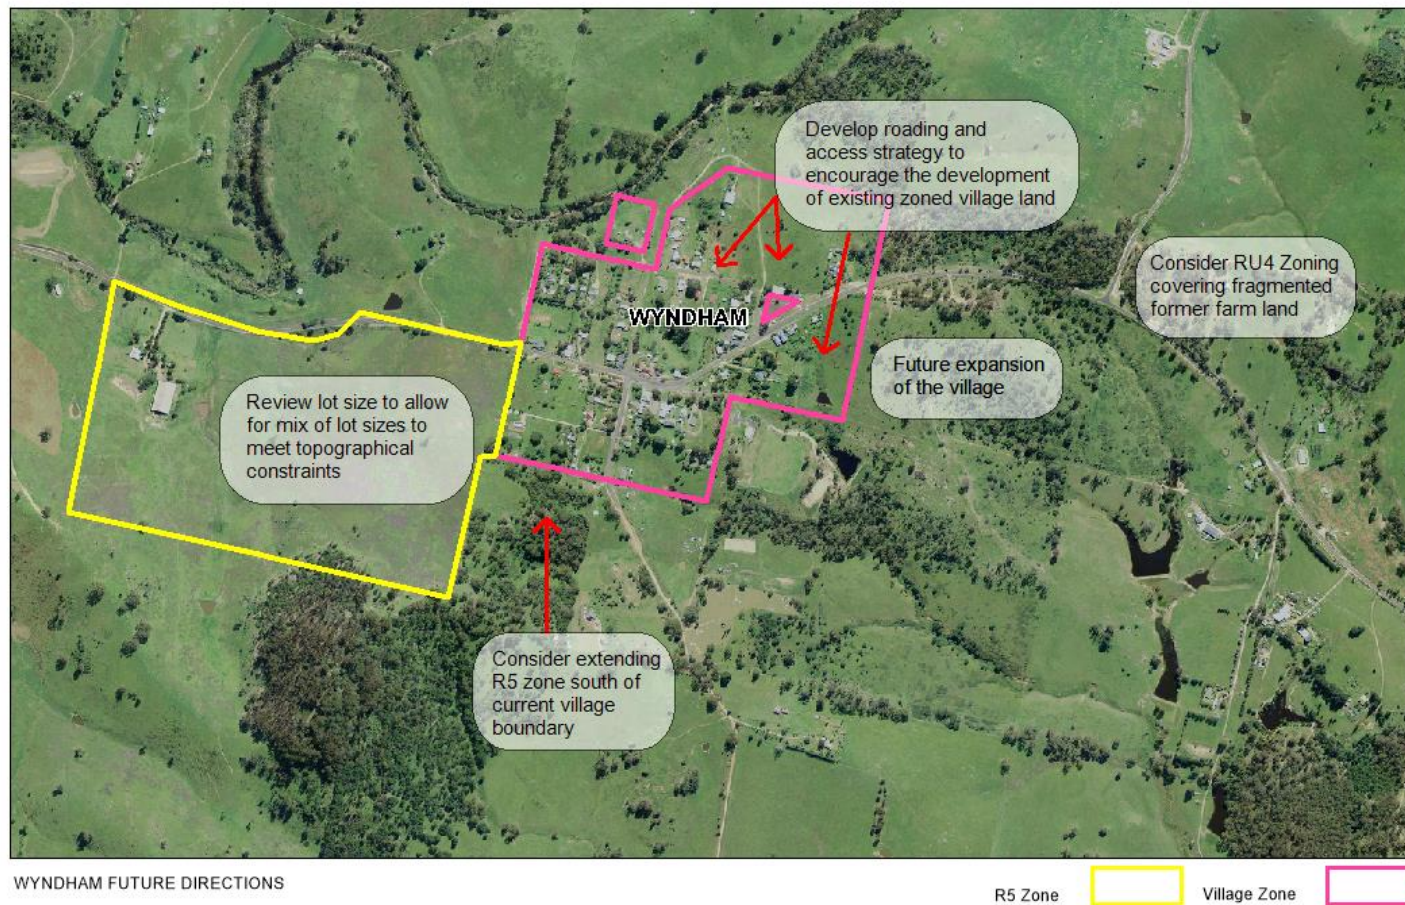 Develop roading and
access strategy to
encourage the development
of existing zoned village land
Consider RU4 Zoning
covering fragmented
former farm land
WYNDHAM
Future expansion
of the village
Review lot size to allow
for mix of lot sizes to
meet topographical
constraints
Consider extending
R5 zone south of
current village
boundary
WYNDHAM FUTURE DIRECTIONS
R5 Zone
Village Zone